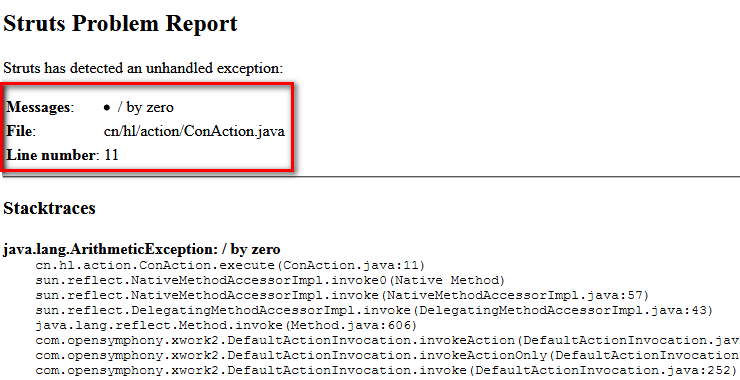 Struts Problem Report
Struts has detected an unhandled exception:
Messages: • / by zero
File: cn/hl/action/ConAction.java
Line number: 11
Stacktraces
java.lang.ArithmeticException: / by zero
cn.hl.action.ConAction.execute(ConAction.java:11)
sun.reflect.NativeMethodAccessorImpl.invoke0(Native Method)
sun.reflect.NativeMethodAccessorImpl.invoke(NativeMethodAccessorImpl.java:57)
sun.reflect.DelegatingMethodAccessorImpl.invoke(DelegatingMethodAccessorImpl.java:43)
java.lang.reflect.Method.invoke(Method.java:606)
com.opensymphony.xwork2.DefaultActionInvocation.invokeAction(DefaultActionInvocation.jav
com.opensymphony.xwork2.DefaultActionInvocation.invokeActionOnly(DefaultActionInvocation
com.opensymphony.xwork2.DefaultActionInvocation.invoke(DefaultActionInvocation.java:252)